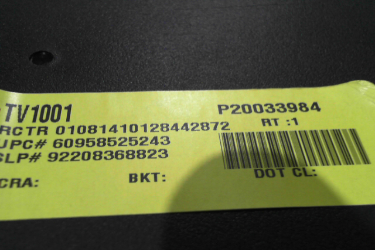 TV1001 P20033984
RCTR 01081410128442872 RT :1
UPC# 60958525243
SLP# 92208368823
CRA: BKT: DOT CL: